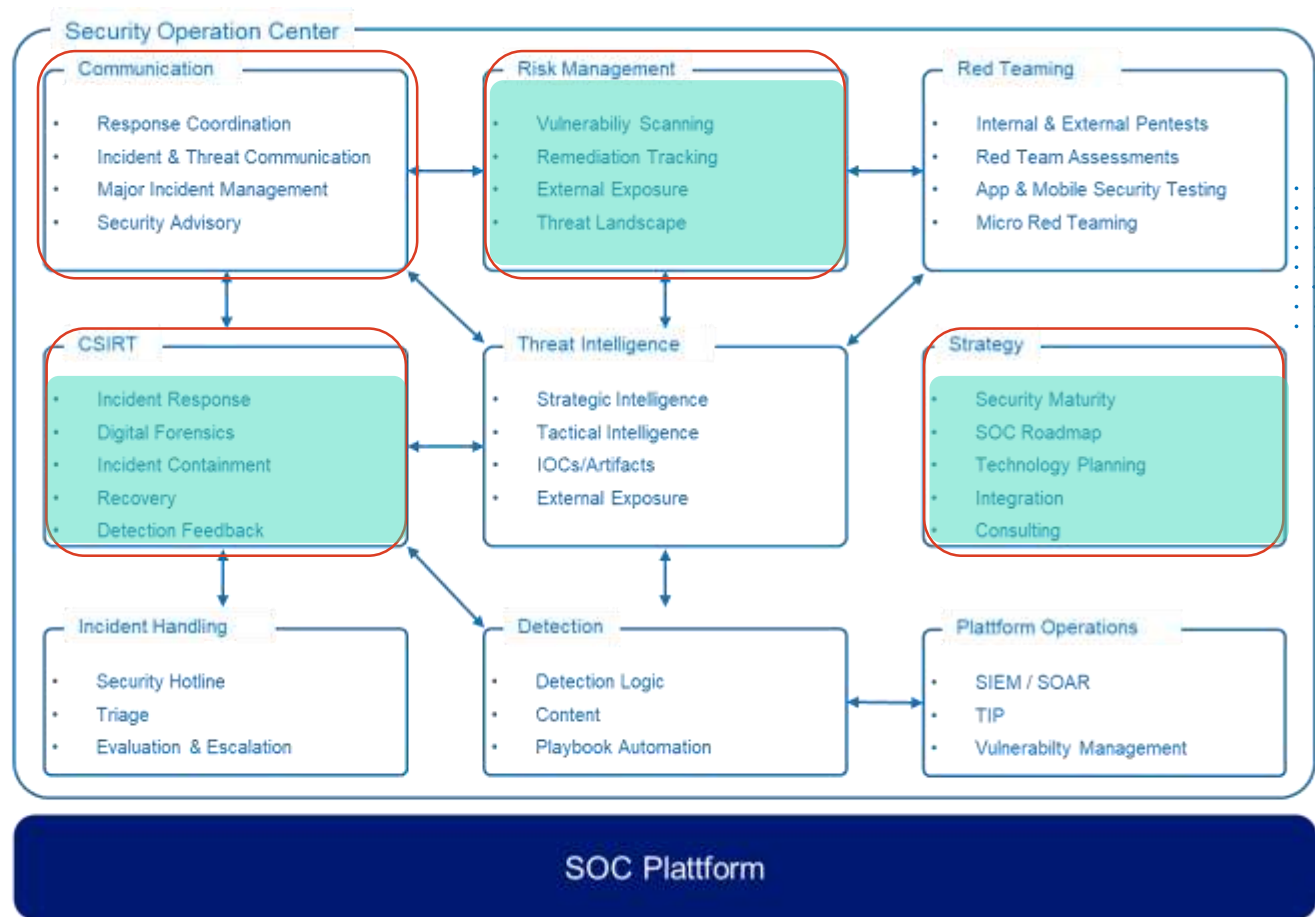 Security Operation Center
Communication
• Response Coordination
• Incident & Threat Communication
• Major Incident Management
• Security Advisory
Risk Management
• Vulnerabiliy Scanning
• Remediation Tracking
• External Exposure
• Threat Landscape
Red Teaming
• Internal & External Pentests
• Red Team Assessments
• App & Mobile Security Testing
• Micro Red Teaming
CSIRT
• Incident Response
• Digital Forensics
• Incident Containment
• Recovery
• Detection Feedback
Threat Intelligence
• Strategic Intelligence
• Tactical Intelligence
• IOCs/Artifacts
• External Exposure
Strategy
• Security Maturity
• SOC Roadmap
• Technology Planning
• Integration
• Consulting
Incident Handling
• Security Hotline
• Triage
• Evaluation & Escalation
Detection
• Detection Logic
• Content
• Playbook Automation
Plattform Operations
• SIEM / SOAR
• TIP
• Vulnerabilty Management
SOC Plattform